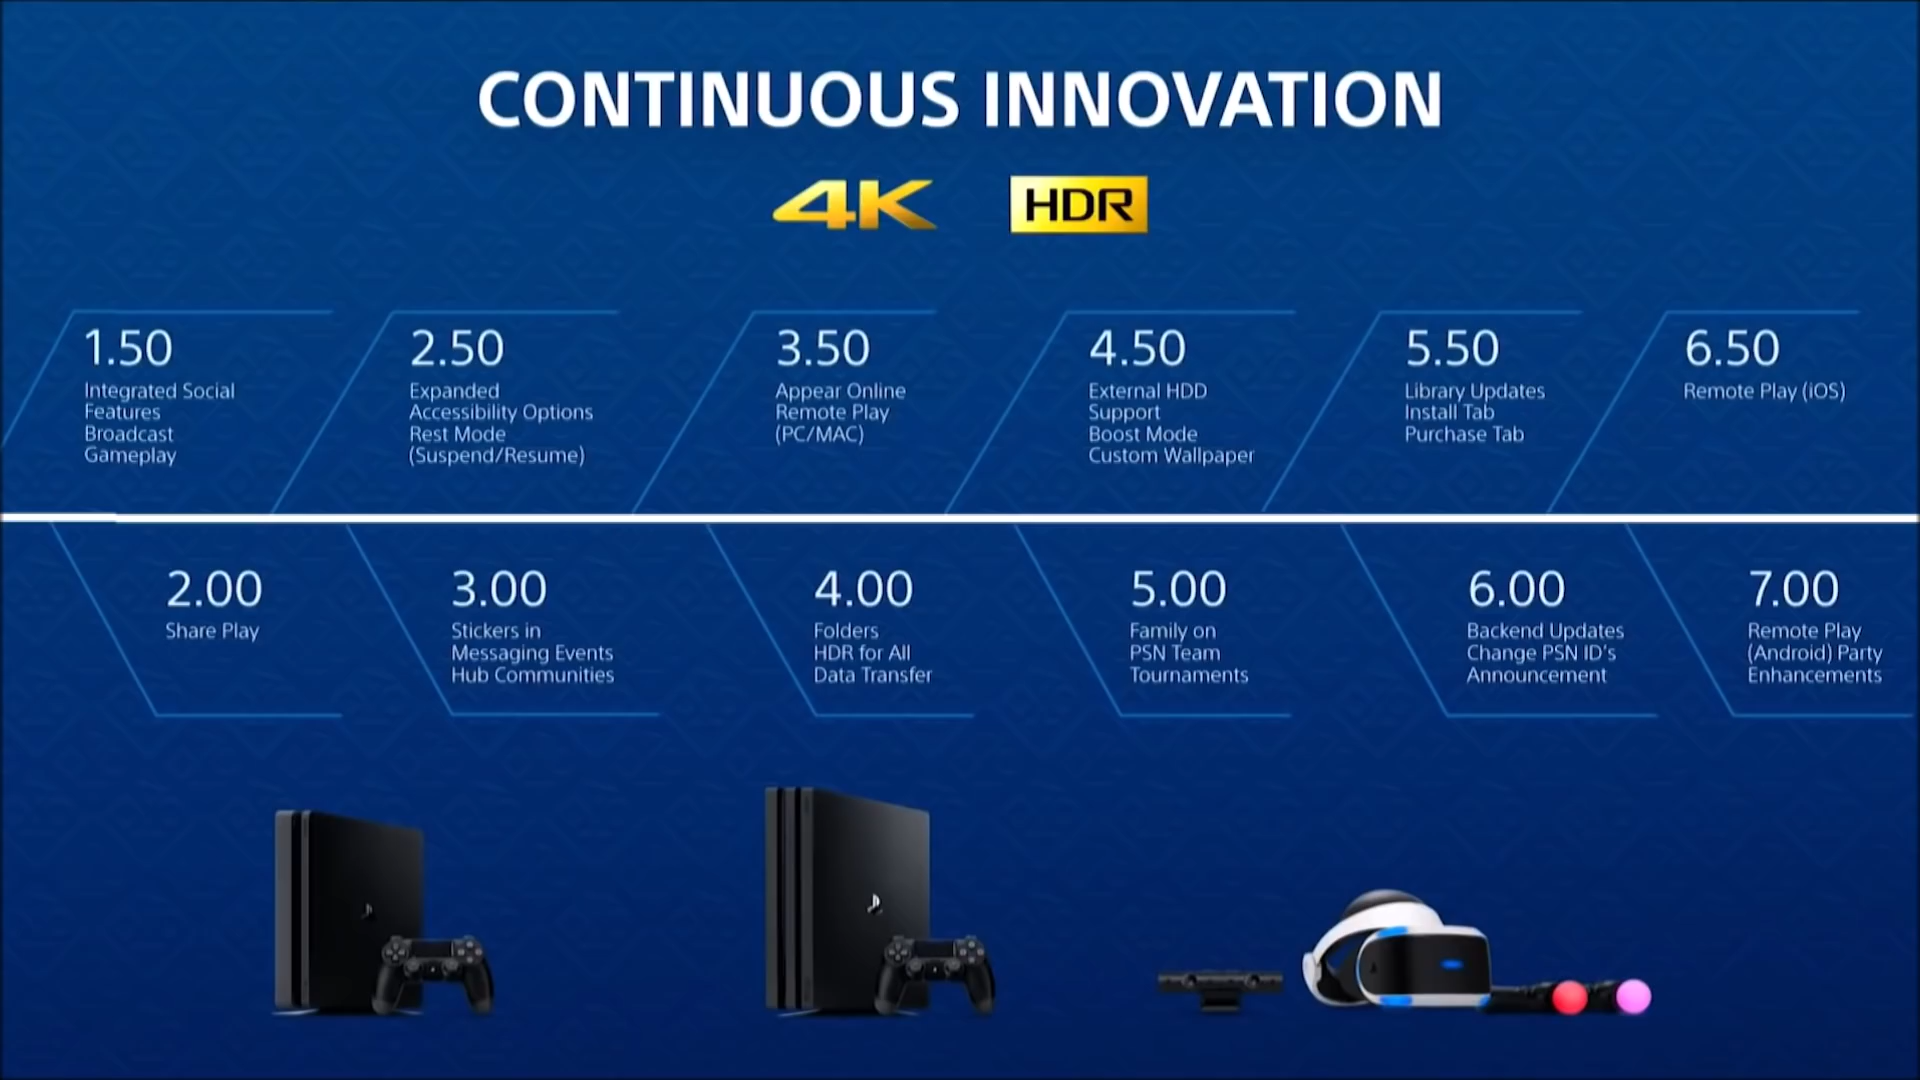 CONTINUOUS INNOVATION
4K HDR
1.50
Integrated Social
Features
Broadcast
Gameplay
2.50
Expanded
Accessibility Options
Rest Mode
(Suspend/Resume)
3.50
Appear Online
Remote Play
(PC/MAC)
4.50
External HDD
Support
Boost Mode
Custom Wallpaper
5.50
Library Updates
Install Tab
Purchase Tab
6.50
Remote Play (iOS)
2.00
Share Play
3.00
Stickers in
Messaging Events
Hub Communities
4.00
Folders
HDR for All
Data Transfer
5.00
Family on
PSN Team
Tournaments
6.00
Backend Updates
Change PSN ID's
Announcement
7.00
Remote Play
(Android) Party
Enhancements